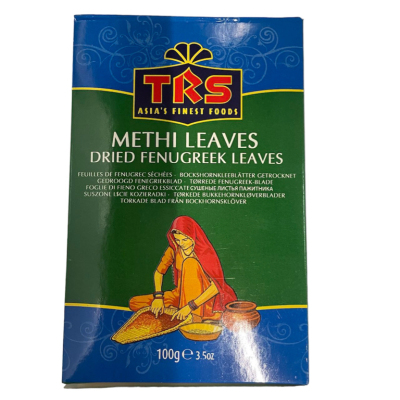 TRS
ASIA'S FINEST FOODS
METHI LEAVES
DRIED FENUGREEK LEAVES
FEUILLES DE FENUGREC SÉCHÉES - BOCKSHORNKLEEBLÄTTER GETROCKNET
GEDROOGD FENEGRIEKBLAD - TØRREDE FENUGREEK-BLADE
FOGLIE DI FIENO GRECO ESSICCATE СУШЕНЫЕ ЛИСТЬЯ ПАЖИТНИКА
SUSZONE LIŚCIE KOZIERADKI - TØRKEDE BUKKEHORNKLØVERBLADER
TORKADE BLAD FRÅN BOCKHORNSKLÖVER
100g ℮ 3.5oz